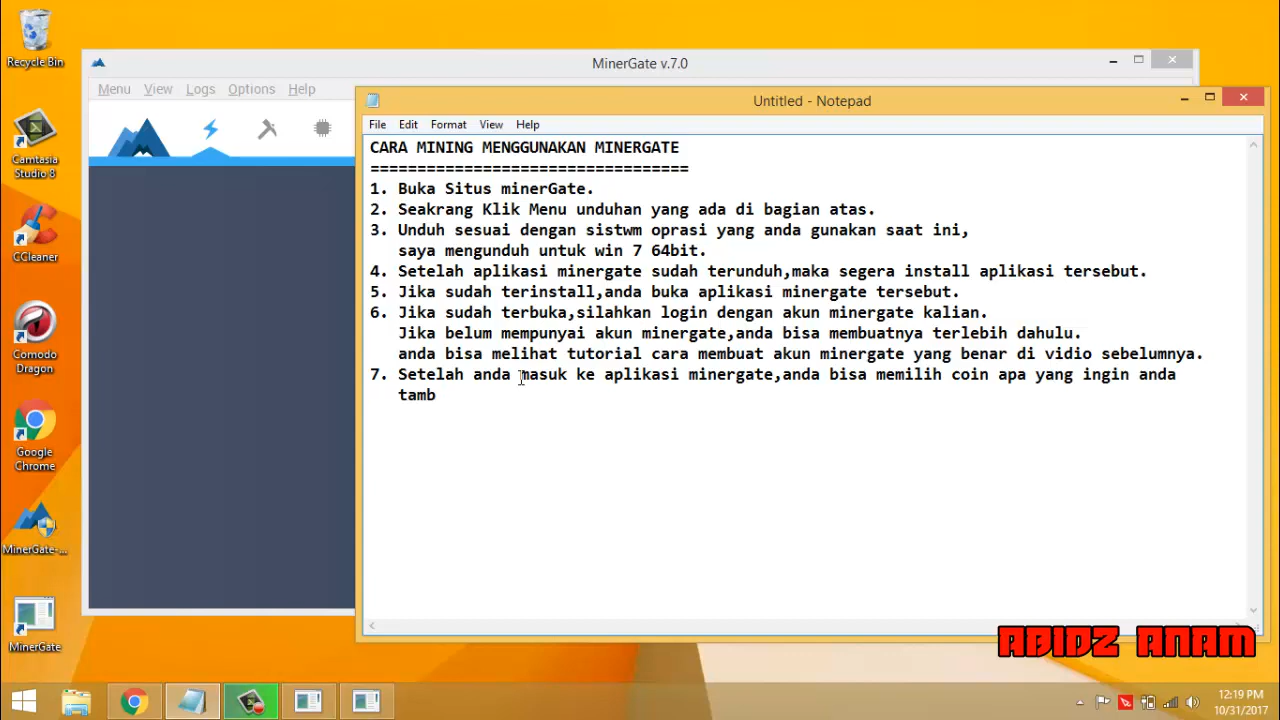 Recycle Bin
Camtasia
Studio 8
CCleaner
Comodo
Dragon
Google
Chrome
MinerGate-...
MinerGate
MinerGate v.7.0
Menu View Logs Options Help
Untitled - Notepad
File Edit Format View Help
CARA MINING MENGGUNAKAN MINERGATE
==================================
1. Buka Situs minerGate.
2. Seakrang Klik Menu unduhan yang ada di bagian atas.
3. Unduh sesuai dengan sistwm oprasi yang anda gunakan saat ini,
saya mengunduh untuk win 7 64bit.
4. Setelah aplikasi minergate sudah terunduh,maka segera install aplikasi tersebut.
5. Jika sudah terinstall,anda buka aplikasi minergate tersebut.
6. Jika sudah terbuka,silahkan login dengan akun minergate kalian.
Jika belum mempunyai akun minergate,anda bisa membuatnya terlebih dahulu.
anda bisa melihat tutorial cara membuat akun minergate yang benar di vidio sebelumnya.
7. Setelah anda masuk ke aplikasi minergate,anda bisa memilih coin apa yang ingin anda
tamb
ABIDZ ANAM
12:19 PM
10/31/2017